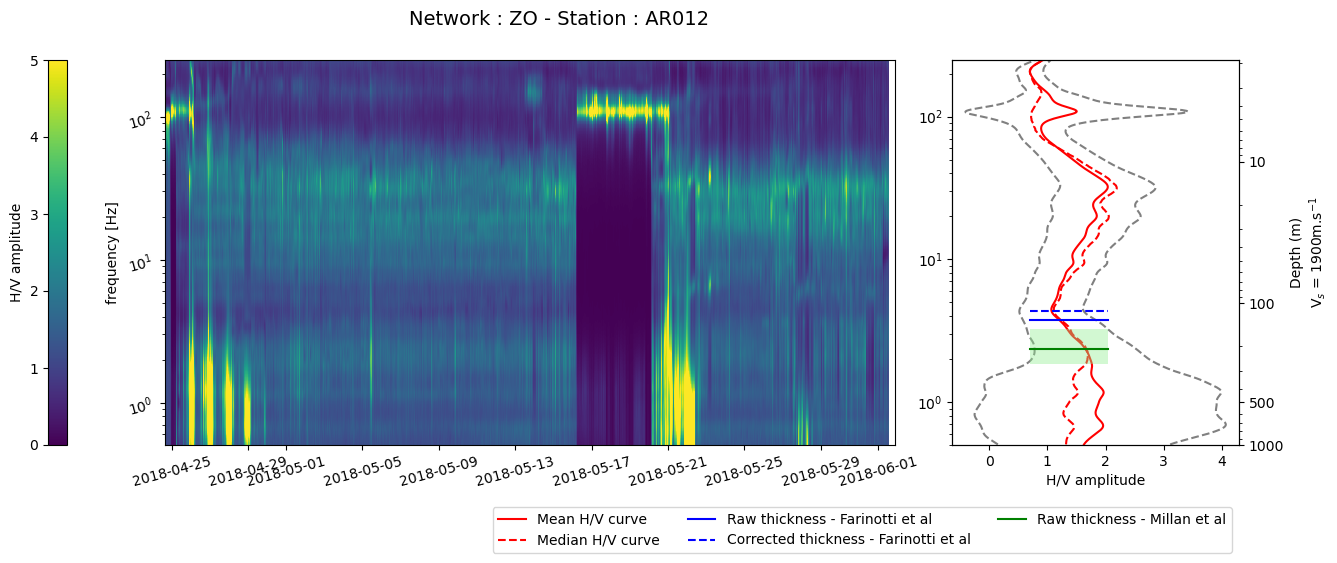 Network : ZO - Station : AR012
5
4
3
2
1
0
H/V amplitude
10²
10¹
10⁰
frequency [Hz]
2018-04-25
2018-04-29
2018-05-01
2018-05-05
2018-05-09
2018-05-13
2018-05-17
2018-05-21
2018-05-25
2018-05-29
2018-06-01
10²
10¹
10⁰
0
1
2
3
4
H/V amplitude
10
100
500
1000
Depth (m)
Vₛ = 1900m.s⁻¹
Mean H/V curve
Median H/V curve
Raw thickness - Farinotti et al
Corrected thickness - Farinotti et al
Raw thickness - Millan et al